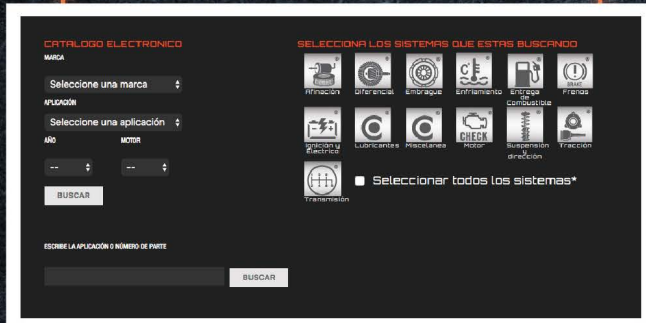 CATALOGO ELECTRONICO
MARCA
Seleccione una marca
APLICACIÓN
Seleccione una aplicación
AÑO MOTOR
-- --
BUSCAR
ESCRIBE LA APLICACIÓN O NÚMERO DE PARTE
BUSCAR
SELECCIONA LOS SISTEMAS QUE ESTAS BUSCANDO
Afinación Diferencial Embrague Enfriamiento Entrega de Combustible Frenos
C F
BRAKE
Ignición y Eléctrico Lubricantes Miscelanea Motor Suspensión y dirección Tracción
CHECK
Transmisión
Seleccionar todos los sistemas*